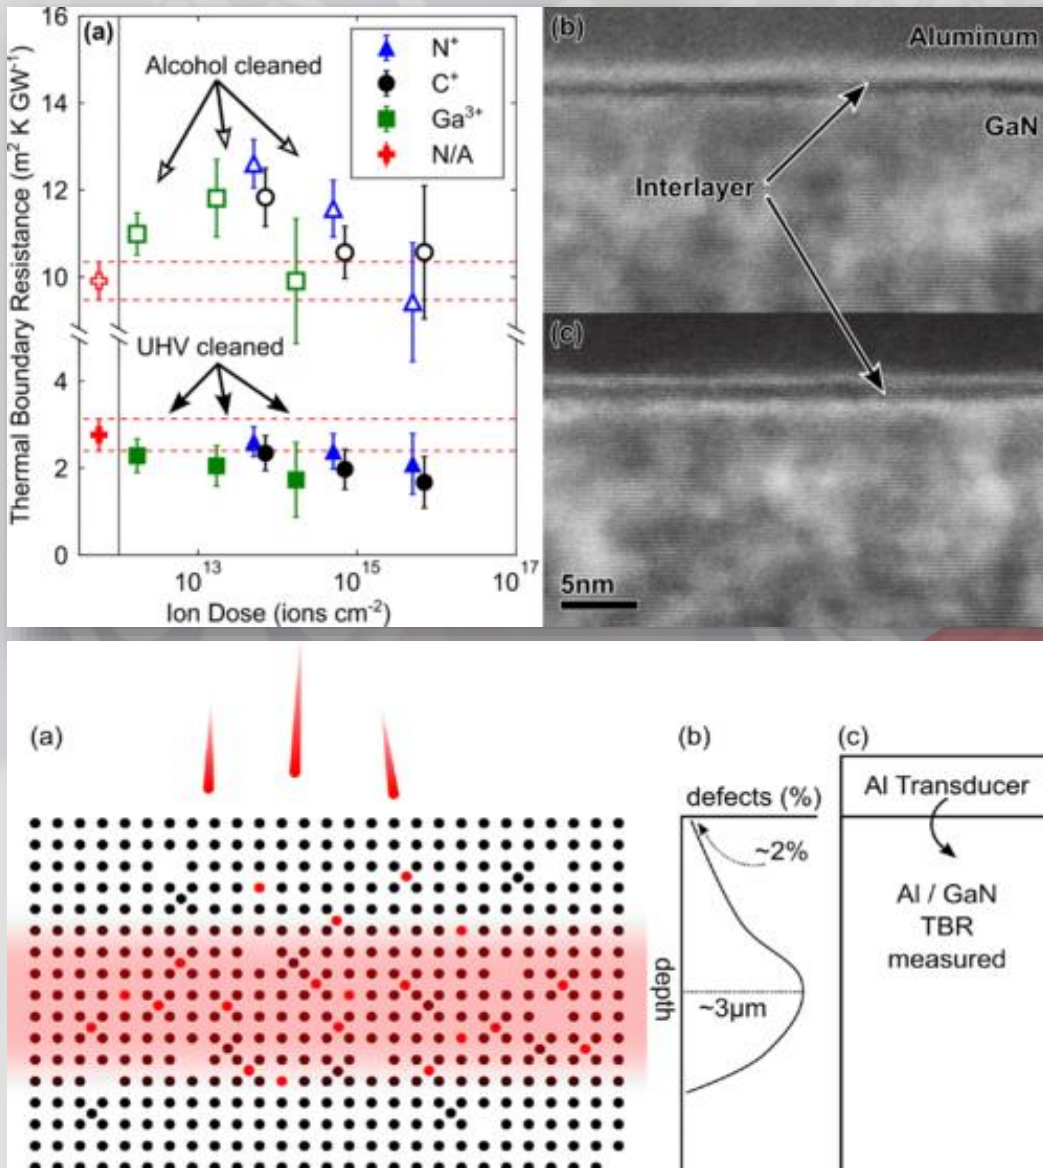 (a)
16
14
12
10
4
2
0
Thermal Boundary Resistance (m² K GW⁻¹)
Alcohol cleaned
UHV cleaned
N⁺
C⁺
Ga³⁺
N/A
10¹³
10¹⁵
10¹⁷
Ion Dose (ions cm⁻²)
(b)
Aluminum
GaN
Interlayer
(c)
5nm
(a)
(b)
defects (%)
~2%
depth
~3µm
(c)
Al Transducer
Al / GaN
TBR
measured